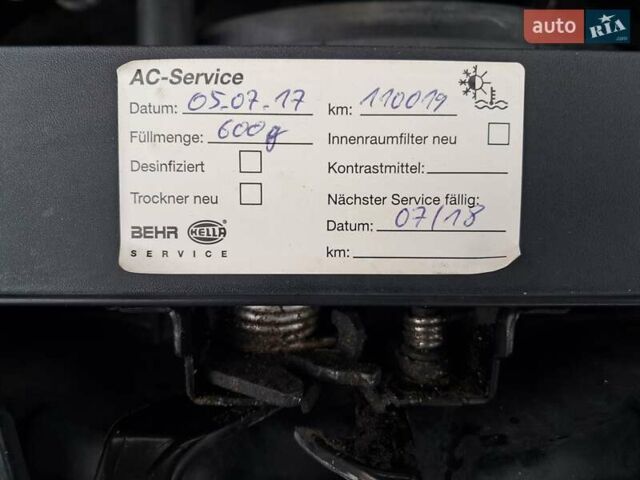 auto RIA .com
AC-Service
Datum: 05.07.17 km: 110019
Füllmenge: 600g Innenraumfilter neu
Desinfiziert Kontrastmittel:
Trockner neu Nächster Service fällig:
Datum: 07/18
BEHR HELLA
SERVICE km: